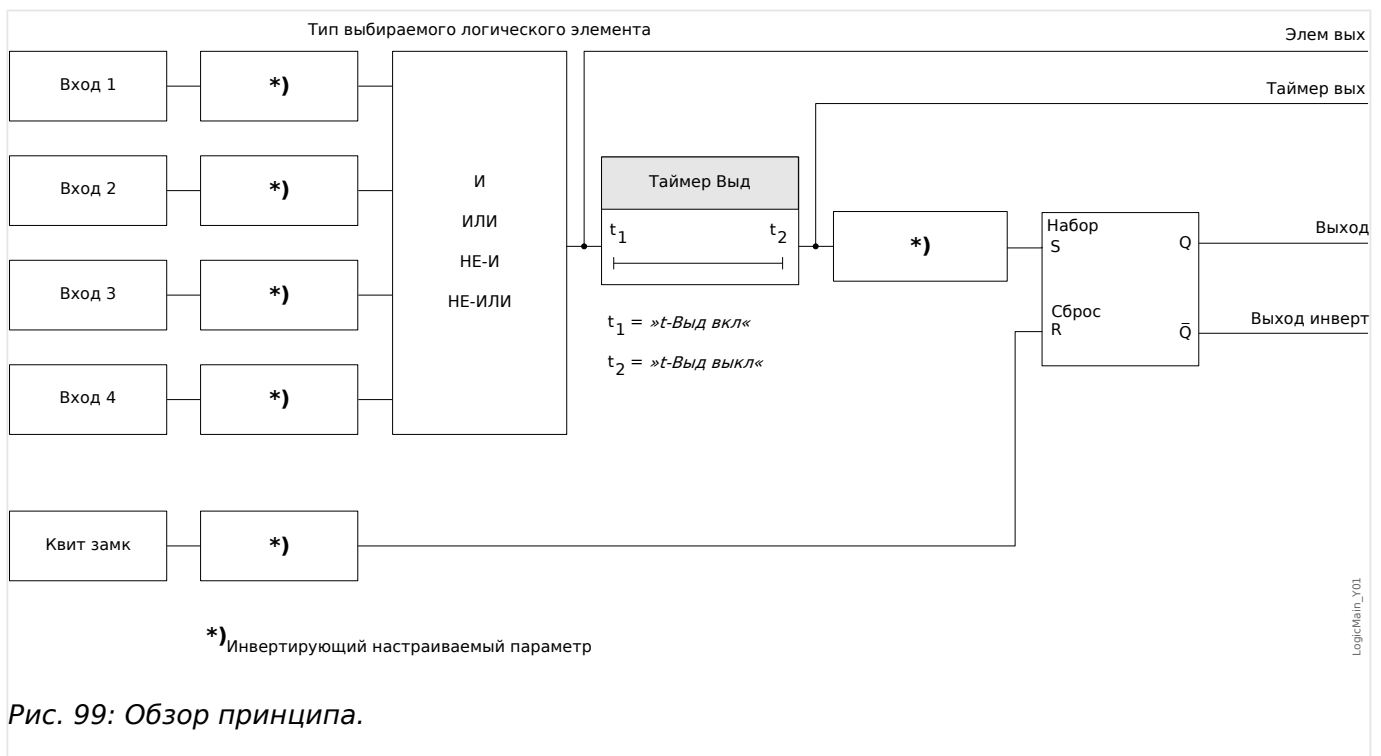 Тип выбираемого логического элемента
Элем вых
Таймер вых
Вход 1
*)
Вход 2
*)
Вход 3
*)
Вход 4
*)
И
ИЛИ
НЕ-И
НЕ-ИЛИ
Таймер Выд
t1
t2
t1 = »t-Выд вкл«
t2 = »t-Выд выкл«
*)
Набор
S
Q
Сброс
R
Q̅
Выход
Выход инверт
Квит замк
*)
*)Инвертирующий настраиваемый параметр
LogicMain_Y01
Рис. 99: Обзор принципа.